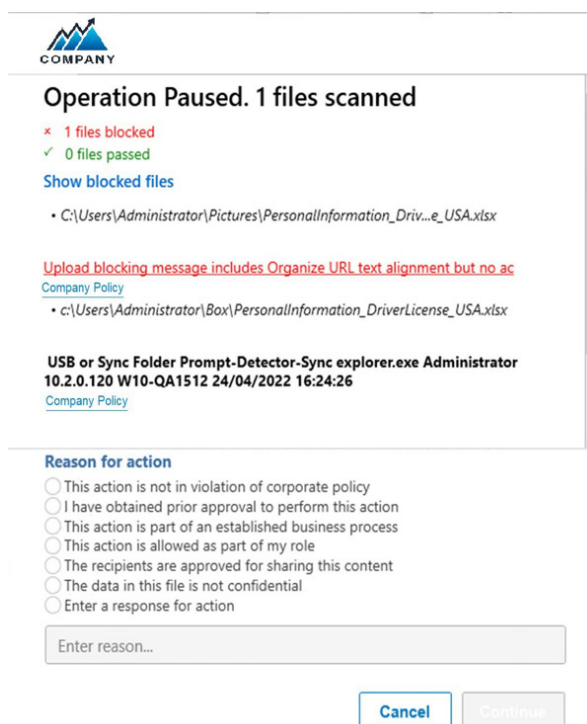 COMPANY
Operation Paused. 1 files scanned
× 1 files blocked
✓ 0 files passed
Show blocked files
• C:\Users\Administrator\Pictures\PersonalInformation_Driv...e_USA.xlsx
Upload blocking message includes Organize URL text alignment but no ac
Company Policy
• c:\Users\Administrator\Box\PersonalInformation_DriverLicense_USA.xlsx
USB or Sync Folder Prompt-Detector-Sync explorer.exe Administrator
10.2.0.120 W10-QA1512 24/04/2022 16:24:26
Company Policy
Reason for action
This action is not in violation of corporate policy
I have obtained prior approval to perform this action
This action is part of an established business process
This action is allowed as part of my role
The recipients are approved for sharing this content
The data in this file is not confidential
Enter a response for action
Enter reason...
Cancel Continue